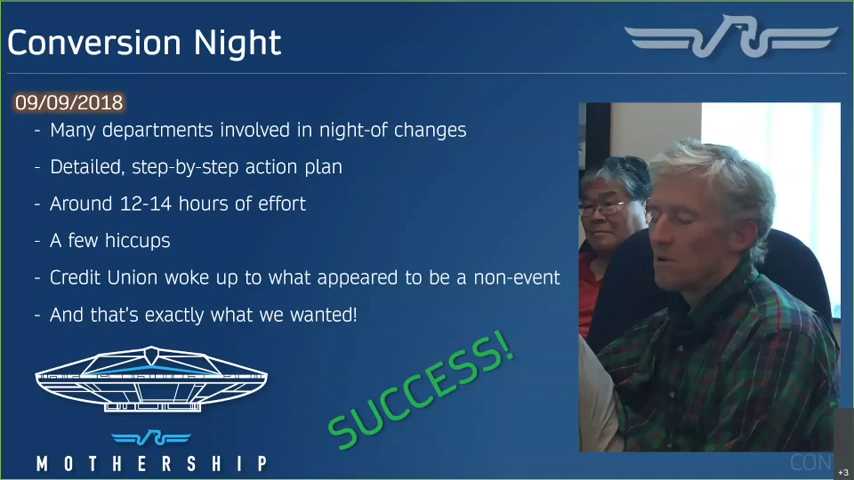 Conversion Night
09/09/2018
- Many departments involved in night-of changes
- Detailed, step-by-step action plan
- Around 12-14 hours of effort
- A few hiccups
- Credit Union woke up to what appeared to be a non-event
- And that's exactly what we wanted!
SUCCESS!
MOTHERSHIP
CON
+3